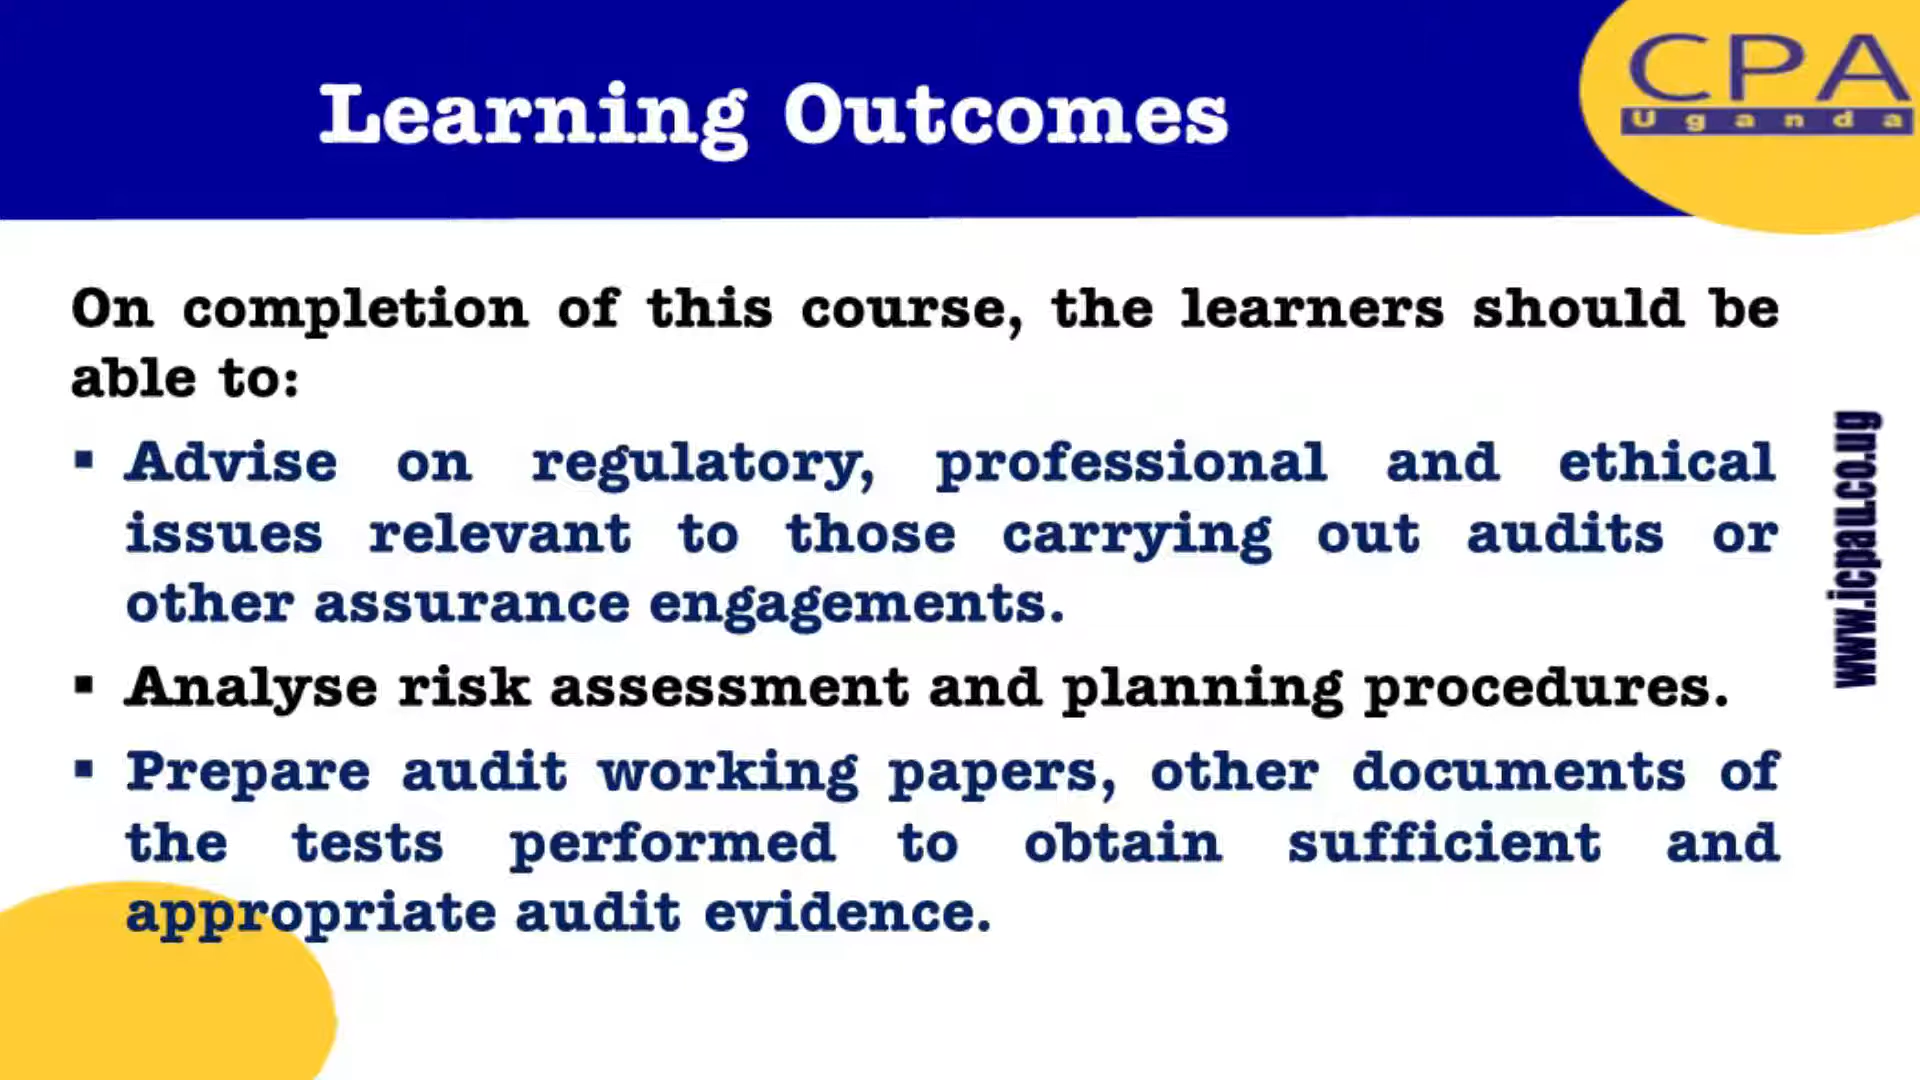 Learning Outcomes
CPA
Uganda
On completion of this course, the learners should be
able to:
▪ Advise on regulatory, professional and ethical
issues relevant to those carrying out audits or
other assurance engagements.
▪ Analyse risk assessment and planning procedures.
▪ Prepare audit working papers, other documents of
the tests performed to obtain sufficient and
appropriate audit evidence.
www.icpau.co.ug